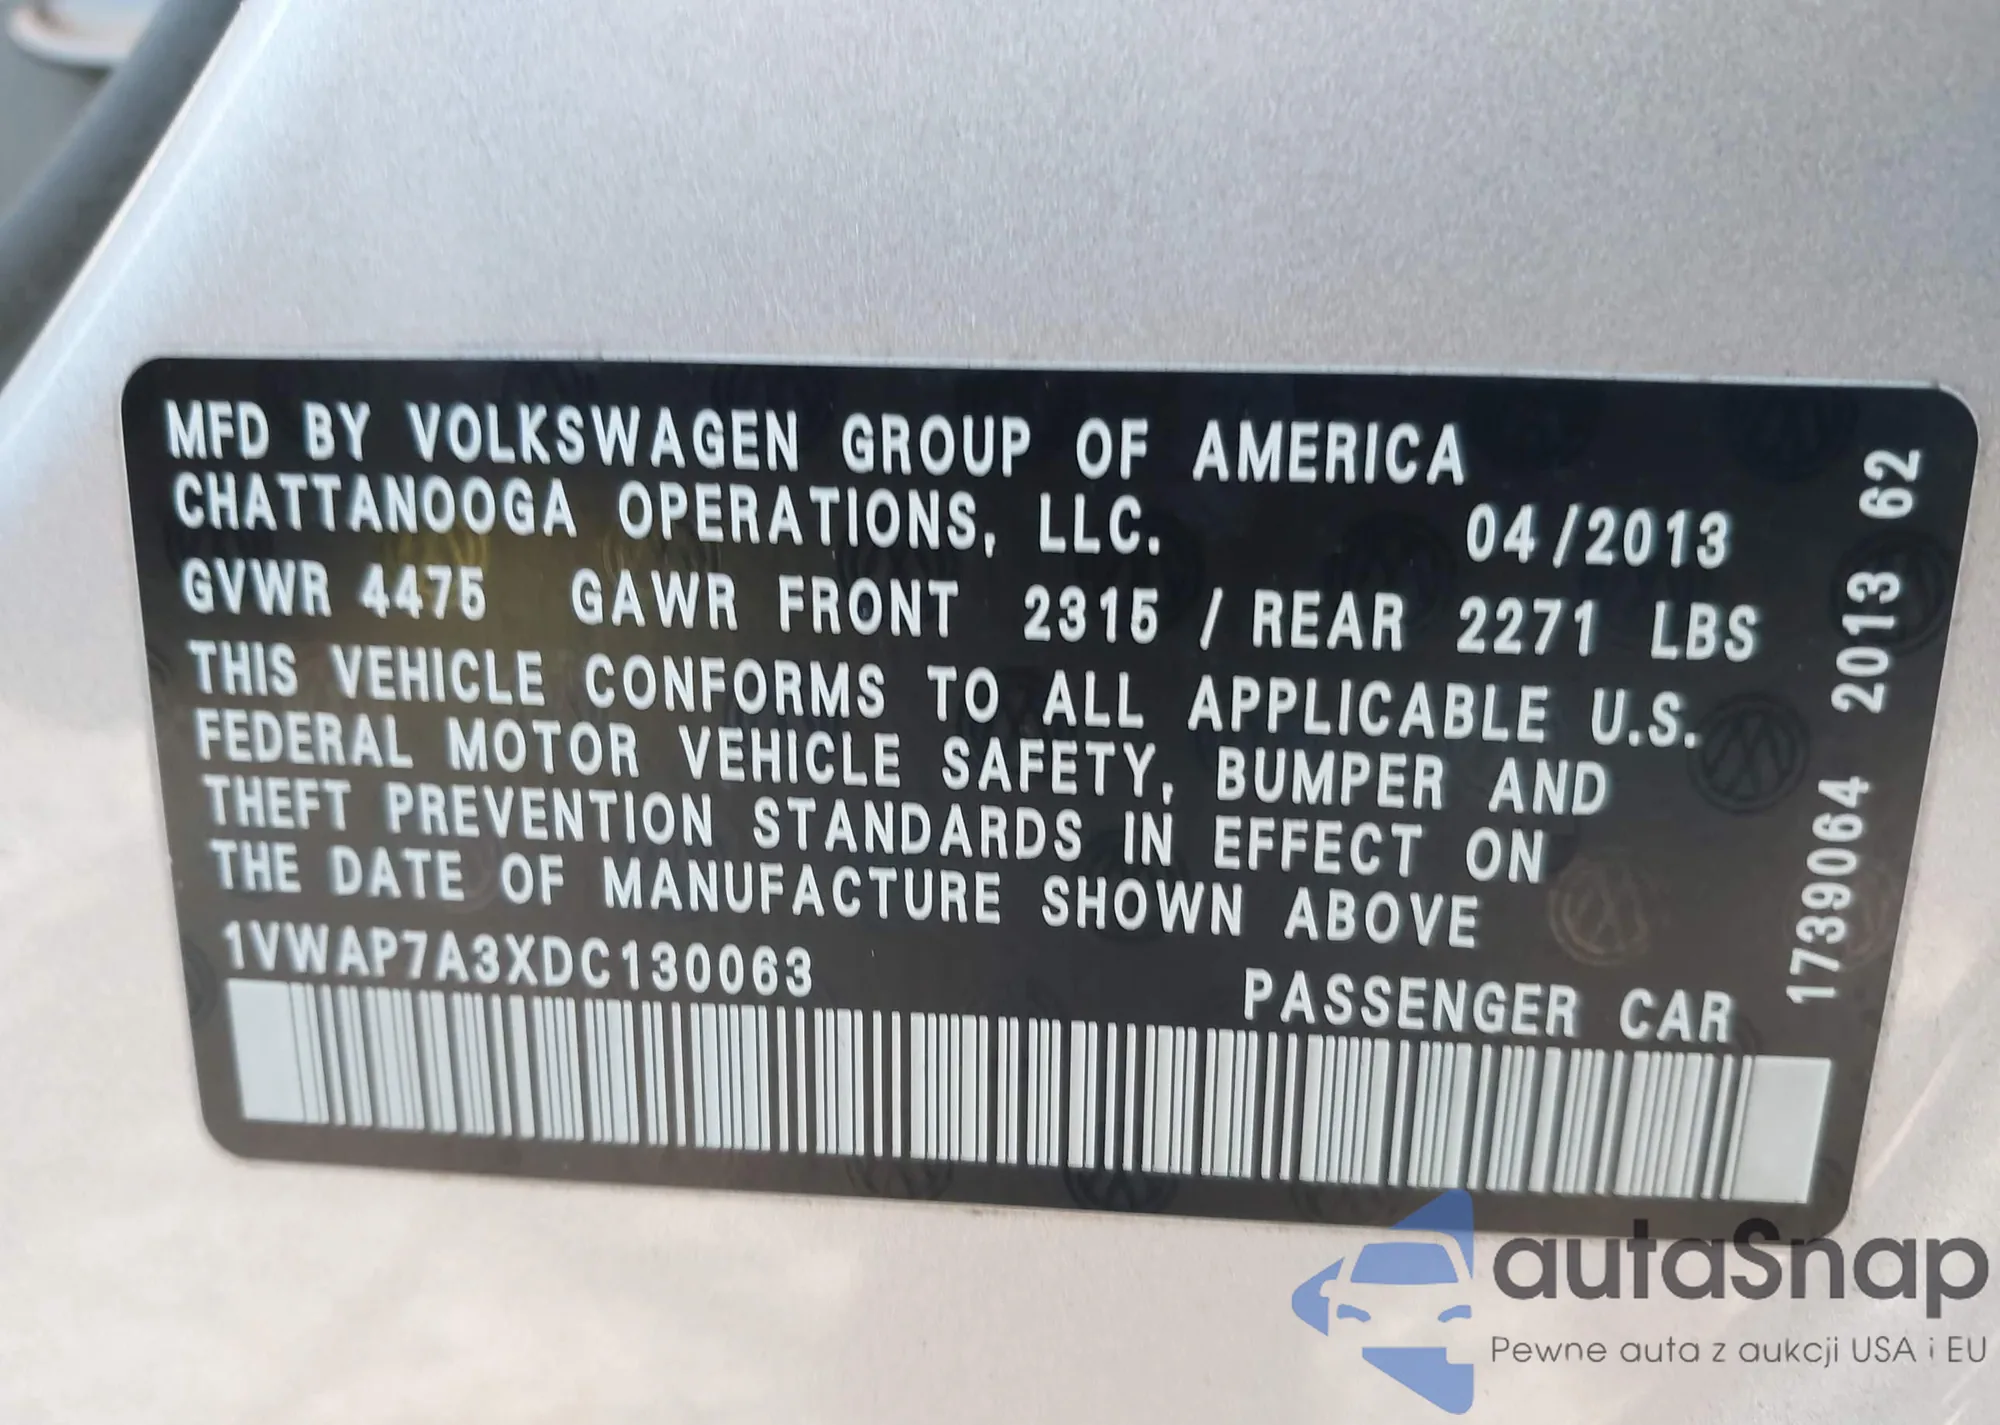 MFD BY VOLKSWAGEN GROUP OF AMERICA
CHATTANOOGA OPERATIONS, LLC. 04/2013
GVWR 4475 GAWR FRONT 2315 / REAR 2271 LBS
THIS VEHICLE CONFORMS TO ALL APPLICABLE U.S.
FEDERAL MOTOR VEHICLE SAFETY, BUMPER AND
THEFT PREVENTION STANDARDS IN EFFECT ON
THE DATE OF MANUFACTURE SHOWN ABOVE
1VWAP7A3XDC130063
PASSENGER CAR
1739064 2013 62
autaSnap
Pewne auta z aukcji USA i EU